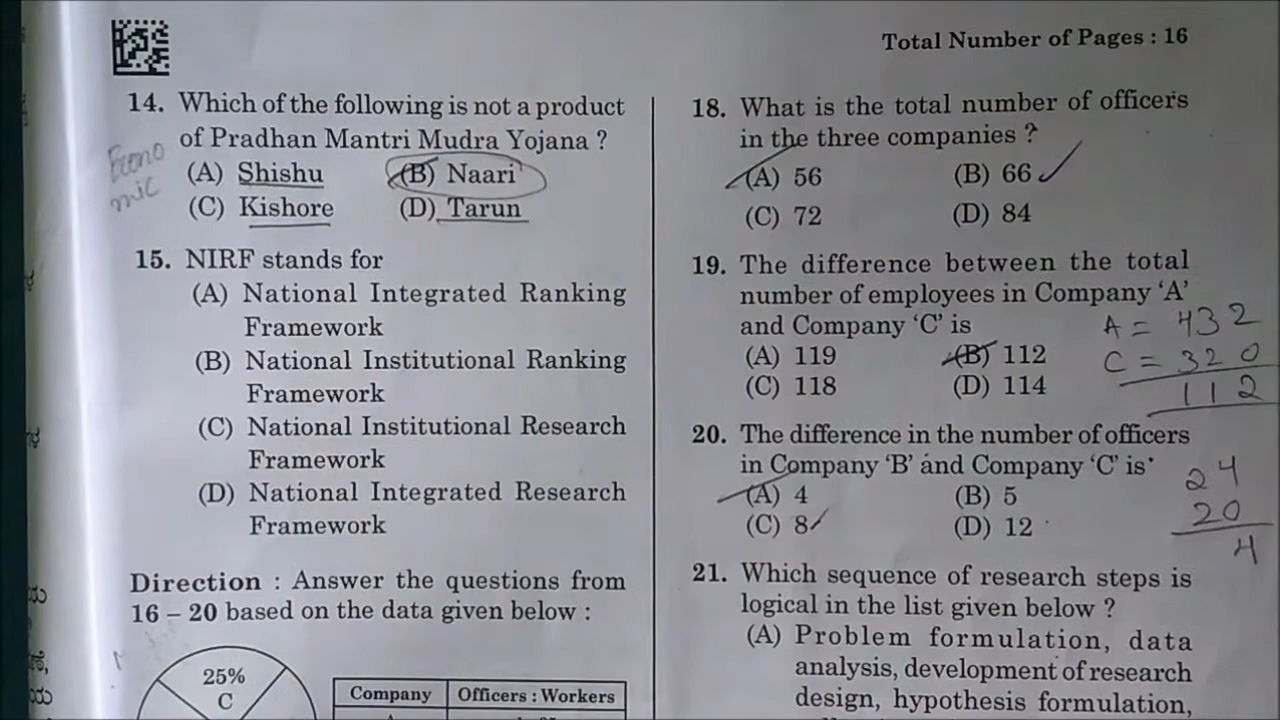 Total Number of Pages : 16
14. Which of the following is not a product
of Pradhan Mantri Mudra Yojana ?
Econo
mic
(A) Shishu (B) Naari
(C) Kishore (D) Tarun
15. NIRF stands for
(A) National Integrated Ranking
Framework
(B) National Institutional Ranking
Framework
(C) National Institutional Research
Framework
(D) National Integrated Research
Framework
Direction : Answer the questions from
16 – 20 based on the data given below :
25%
C
Company Officers : Workers
18. What is the total number of officers
in the three companies ?
(A) 56 (B) 66
(C) 72 (D) 84
19. The difference between the total
number of employees in Company ‘A’
and Company ‘C’ is
(A) 119 (B) 112
(C) 118 (D) 114
A = 432
C = 320
112
20. The difference in the number of officers
in Company ‘B’ and Company ‘C’ is
(A) 4 (B) 5
(C) 8 (D) 12
24
20
4
21. Which sequence of research steps is
logical in the list given below ?
(A) Problem formulation, data
analysis, development of research
design, hypothesis formulation,